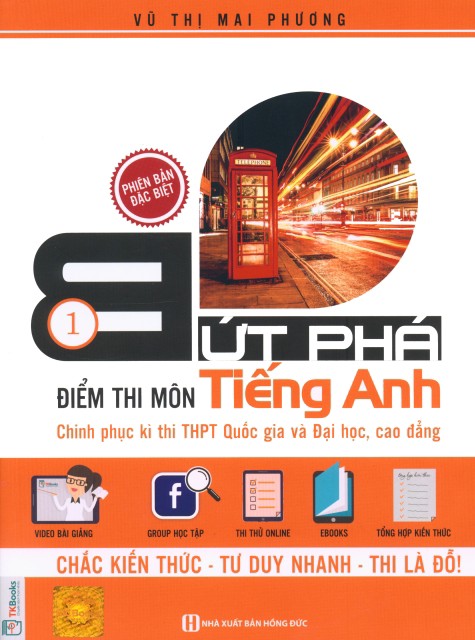 VŨ THỊ MAI PHƯƠNG
TELEPHONE
PHIÊN BẢN
ĐẶC BIỆT
1
BỨT PHÁ
ĐIỂM THI MÔN Tiếng Anh
Chinh phục kì thi THPT Quốc gia và Đại học, cao đẳng
VIDEO BÀI GIẢNG
GROUP HỌC TẬP
THI THỬ ONLINE
EBOOKS
TỔNG HỢP KIẾN THỨC
CHẮC KIẾN THỨC - TƯ DUY NHANH - THI LÀ ĐỖ!
TKBooks
NHÀ XUẤT BẢN HỒNG ĐỨC